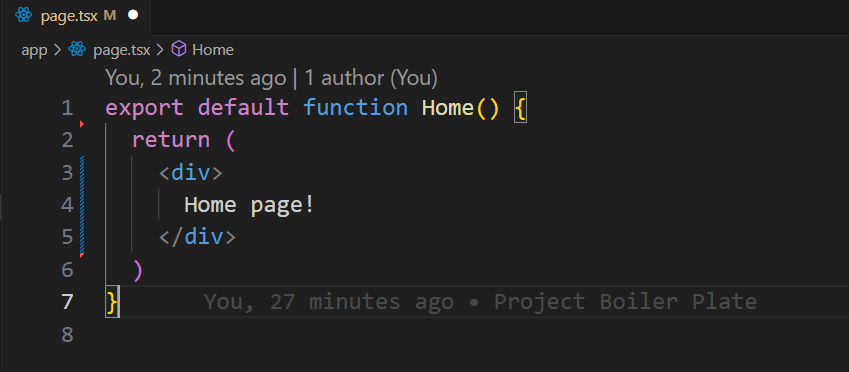 page.tsx M
app > page.tsx > Home
You, 2 minutes ago | 1 author (You)
1 export default function Home() {
2   return (
3     <div>
4       Home page!
5     </div>
6   )
7 } You, 27 minutes ago • Project Boiler Plate
8